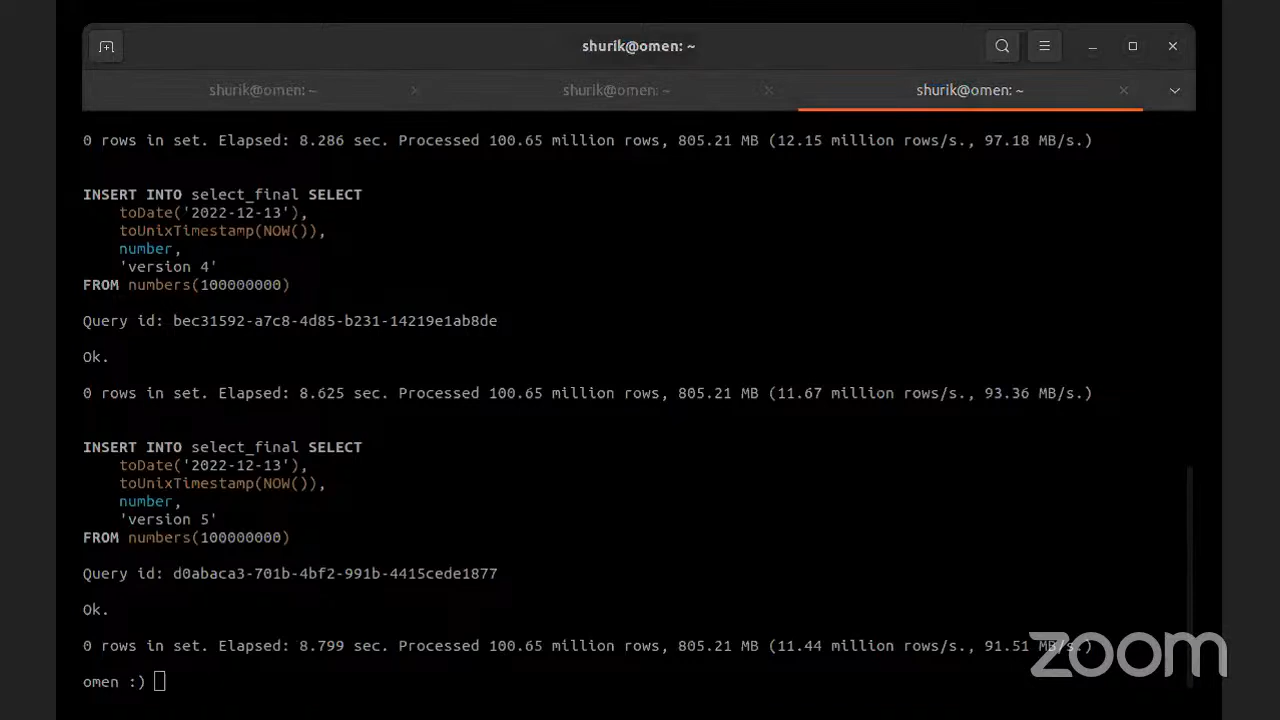 shurik@omen: ~
shurik@omen: ~
shurik@omen: ~
shurik@omen: ~
0 rows in set. Elapsed: 8.286 sec. Processed 100.65 million rows, 805.21 MB (12.15 million rows/s., 97.18 MB/s.)
INSERT INTO select_final SELECT
toDate('2022-12-13'),
toUnixTimestamp(NOW()),
number,
'version 4'
FROM numbers(100000000)
Query id: bec31592-a7c8-4d85-b231-14219e1ab8de
Ok.
0 rows in set. Elapsed: 8.625 sec. Processed 100.65 million rows, 805.21 MB (11.67 million rows/s., 93.36 MB/s.)
INSERT INTO select_final SELECT
toDate('2022-12-13'),
toUnixTimestamp(NOW()),
number,
'version 5'
FROM numbers(100000000)
Query id: d0abaca3-701b-4bf2-991b-4415cede1877
Ok.
0 rows in set. Elapsed: 8.799 sec. Processed 100.65 million rows, 805.21 MB (11.44 million rows/s., 91.51 MB/s.)
zoom
omen :)